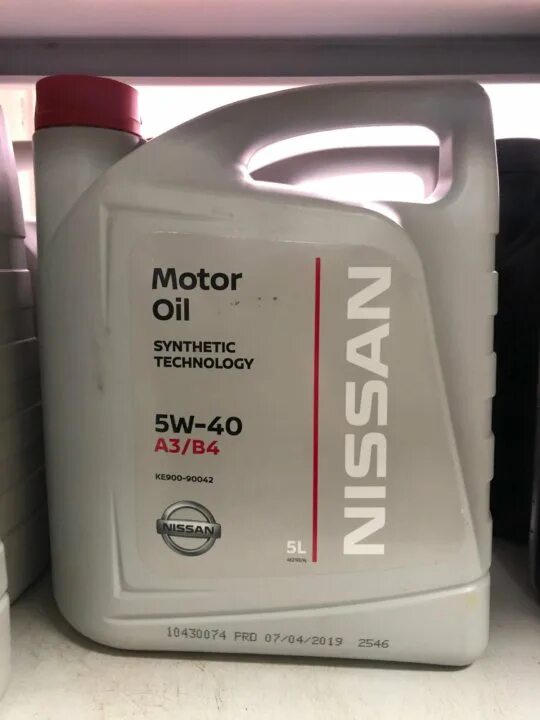 Motor
Oil
SYNTHETIC
TECHNOLOGY
5W-40
A3/B4
KE900-90042
NISSAN
5L
NISSAN
10430074 PRD 07/04/2019 2546